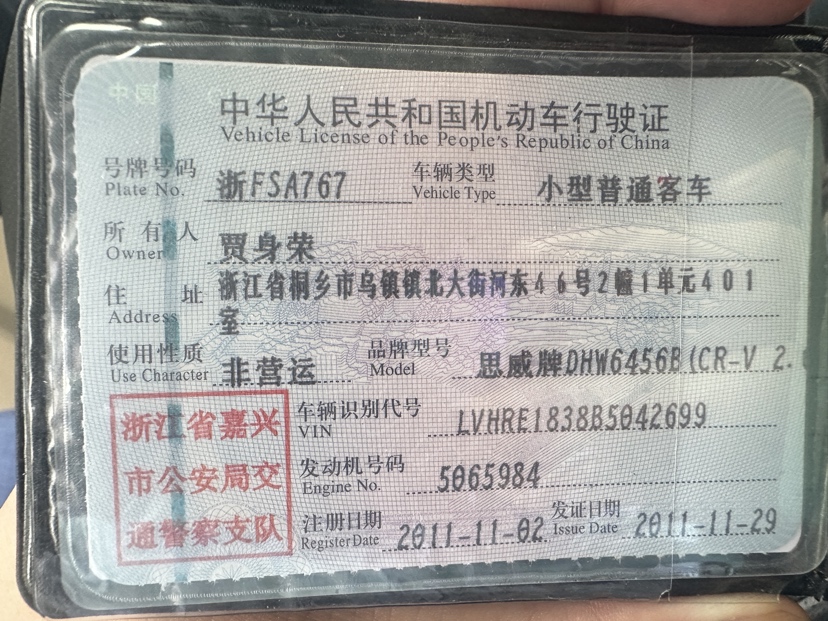 中国
中华人民共和国机动车行驶证
Vehicle License of the People's Republic of China
号牌号码 浙FSA767 车辆类型 小型普通客车
Plate No. Vehicle Type
所有人 贾身荣
Owner
住址 浙江省桐乡市乌镇镇北大街河东46号2幢1单元401
Address 室
使用性质 非营运 品牌型号 思威牌DHW6456B(CR-V 2.
Use Character Model
浙江省嘉兴
市公安局交
通警察支队
车辆识别代号 LVHRE1838B5042699
VIN
发动机号码 5065984
Engine No.
注册日期 2011-11-02 发证日期 2011-11-29
Register Date Issue Date